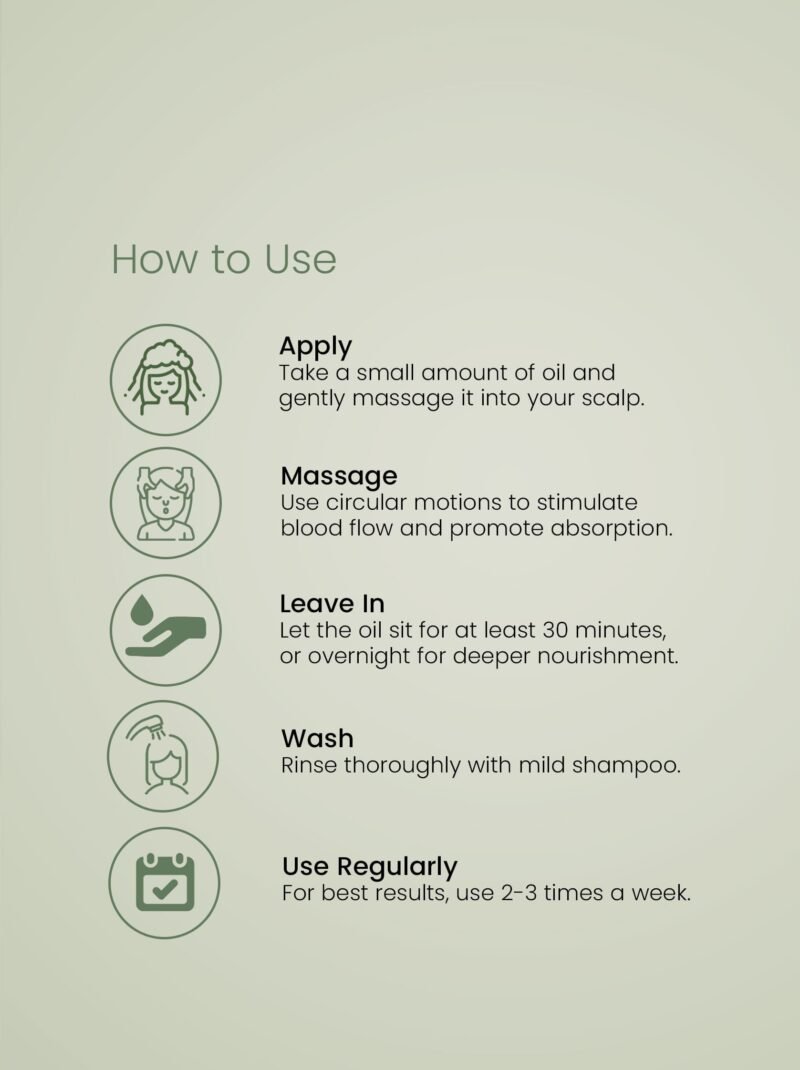 How to Use
Apply
Take a small amount of oil and
gently massage it into your scalp.
Massage
Use circular motions to stimulate
blood flow and promote absorption.
Leave In
Let the oil sit for at least 30 minutes,
or overnight for deeper nourishment.
Wash
Rinse thoroughly with mild shampoo.
Use Regularly
For best results, use 2-3 times a week.